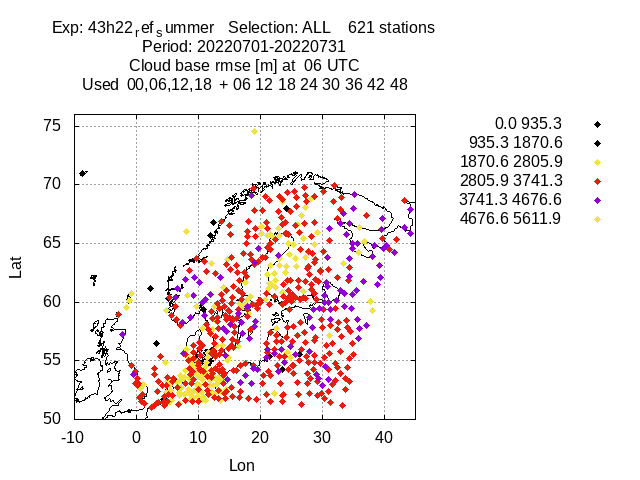 Exp: 43h22refsummer Selection: ALL 621 stations
Period: 20220701-20220731
Cloud base rmse [m] at 06 UTC
Used 00,06,12,18 + 06 12 18 24 30 36 42 48
0.0 935.3
935.3 1870.6
1870.6 2805.9
2805.9 3741.3
3741.3 4676.6
4676.6 5611.9
75
70
65
60
55
50
Lat
-10 0 10 20 30 40
Lon